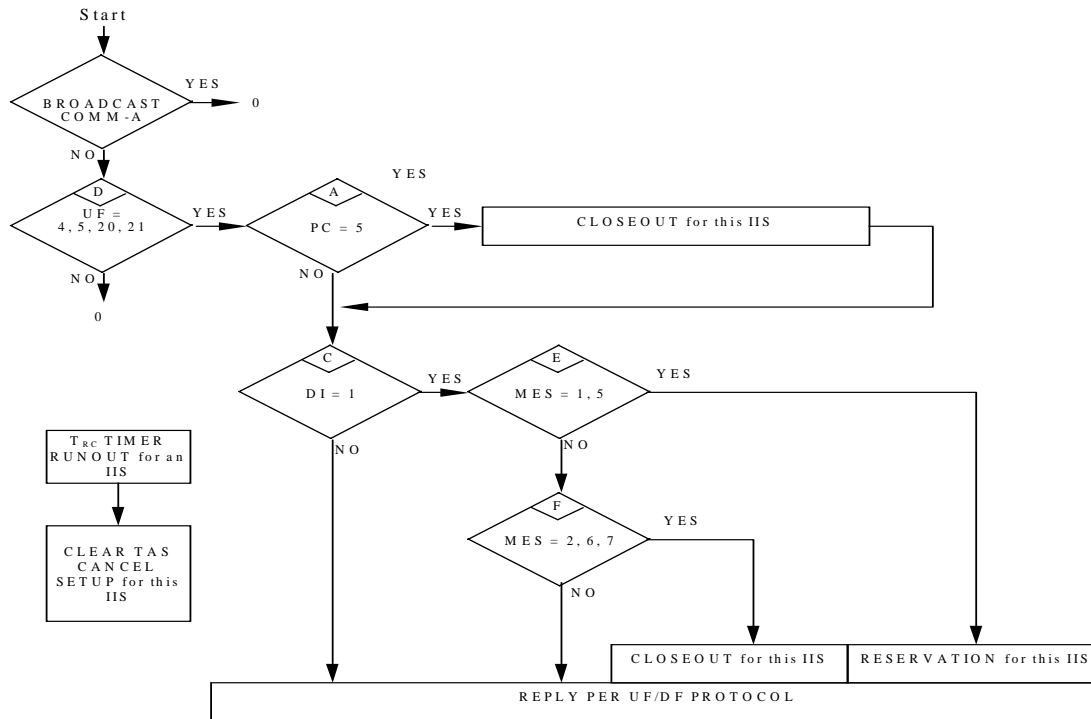 Start
YES
BROADCAST
COMM-A
0
NO
D
UF =
4, 5, 20, 21
YES
NO
0
YES
A
PC = 5
YES
NO
CLOSEOUT for this IIS
C
DI = 1
YES
NO
E
MES = 1, 5
YES
NO
TRC TIMER
RUNOUT for an
IIS
F
MES = 2, 6, 7
YES
NO
CLEAR TAS
CANCEL
SETUP for this
IIS
CLOSEOUT for this IIS
RESERVATION for this IIS
REPLY PER UF/DF PROTOCOL